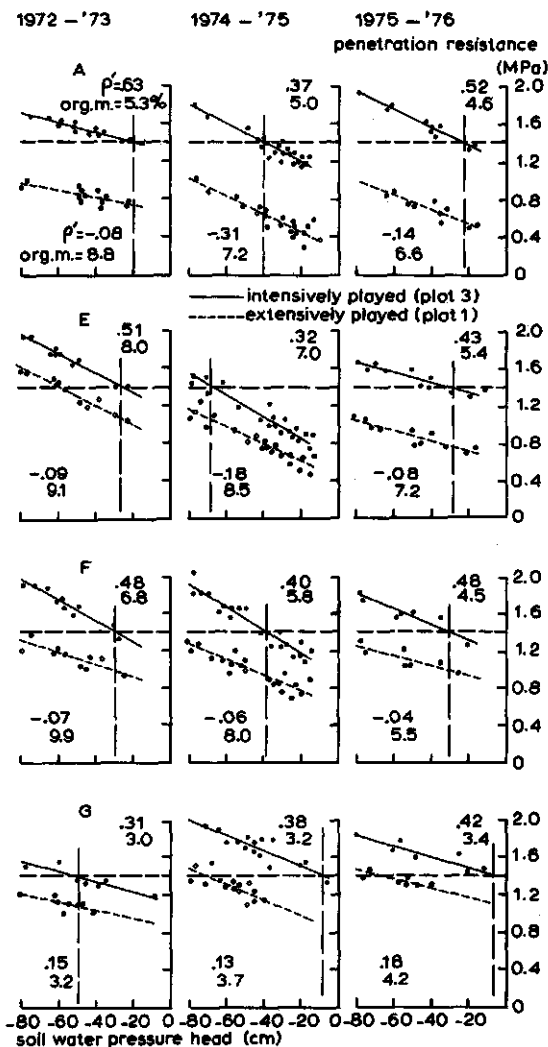 1972 – '73 1974 – '75 1975 – '76
penetration resistance
(MPa)
A
ρ' = .63 .37 .52
org.m. = 5.3% 5.0 4.6
2.0
1.6
1.2
0.8
ρ' = -.08 -.31 -.14
org.m. = 8.8 7.2 6.6
0.4
0
intensively played (plot 3)
extensively played (plot 1)
E
.51 .32 .43
8.0 7.0 5.4
2.0
1.6
1.2
0.8
-.09 -.18 -.08
9.1 8.5 7.2
0.4
0
F
.48 .40 .48
6.8 5.8 4.5
2.0
1.6
1.2
0.8
-.07 -.06 -.04
9.9 8.0 5.5
0.4
0
G
.31 .38 .42
3.0 3.2 3.4
2.0
1.6
1.2
0.8
.15 .13 .16
3.2 3.7 4.2
0.4
0
-80 -60 -40 -20 0 -80 -60 -40 -20 -80 -60 -40 -20
soil water pressure head (cm)